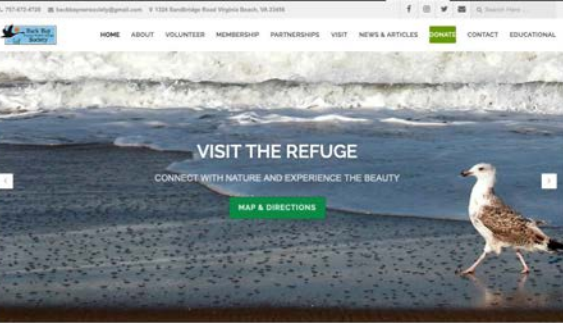 757-672-4728 backbayrwrsociety@gmail.com 1324 Sandbridge Road Virginia Beach, VA 23456
Search Here ...
Back Bay
Society
HOME ABOUT VOLUNTEER MEMBERSHIP PARTNERSHIPS VISIT NEWS & ARTICLES DONATE CONTACT EDUCATIONAL
VISIT THE REFUGE
CONNECT WITH NATURE AND EXPERIENCE THE BEAUTY
MAP & DIRECTIONS